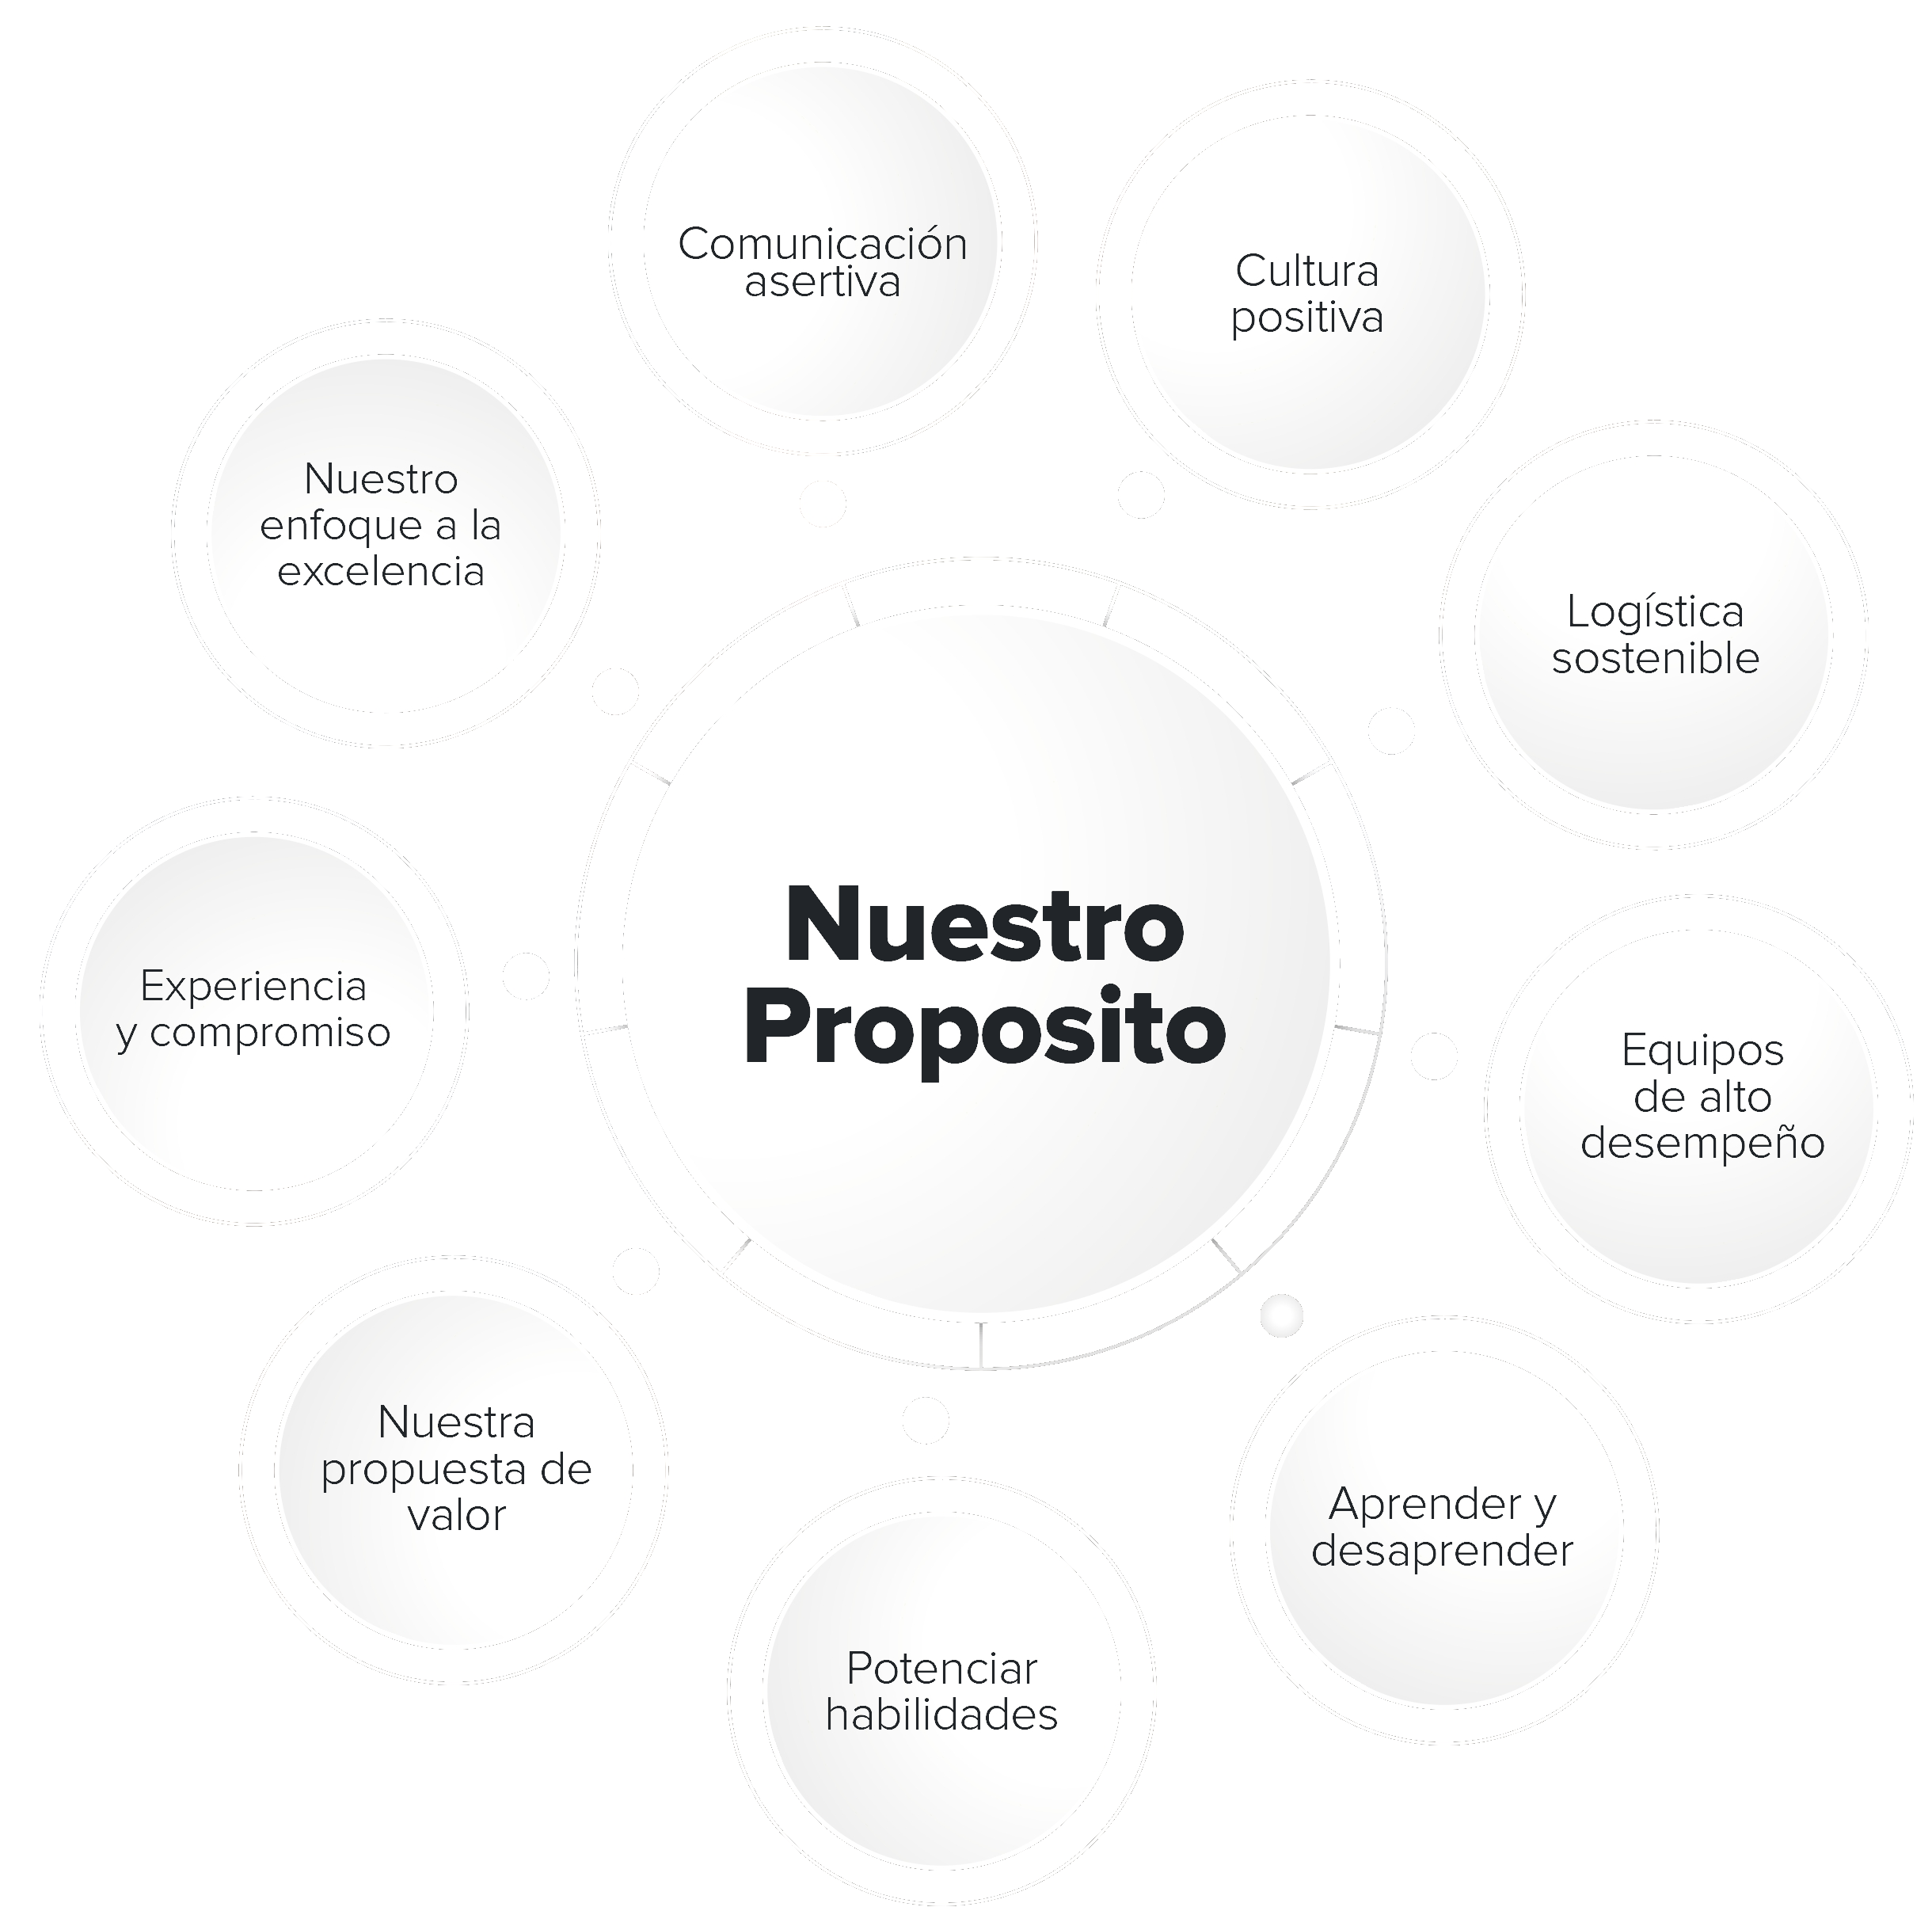 Comunicación
asertiva
Cultura
positiva
Nuestro
enfoque a la
excelencia
Logística
sostenible
Nuestro
Proposito
Experiencia
y compromiso
Equipos
de alto
desempeño
Nuestra
propuesta de
valor
Aprender y
desaprender
Potenciar
habilidades